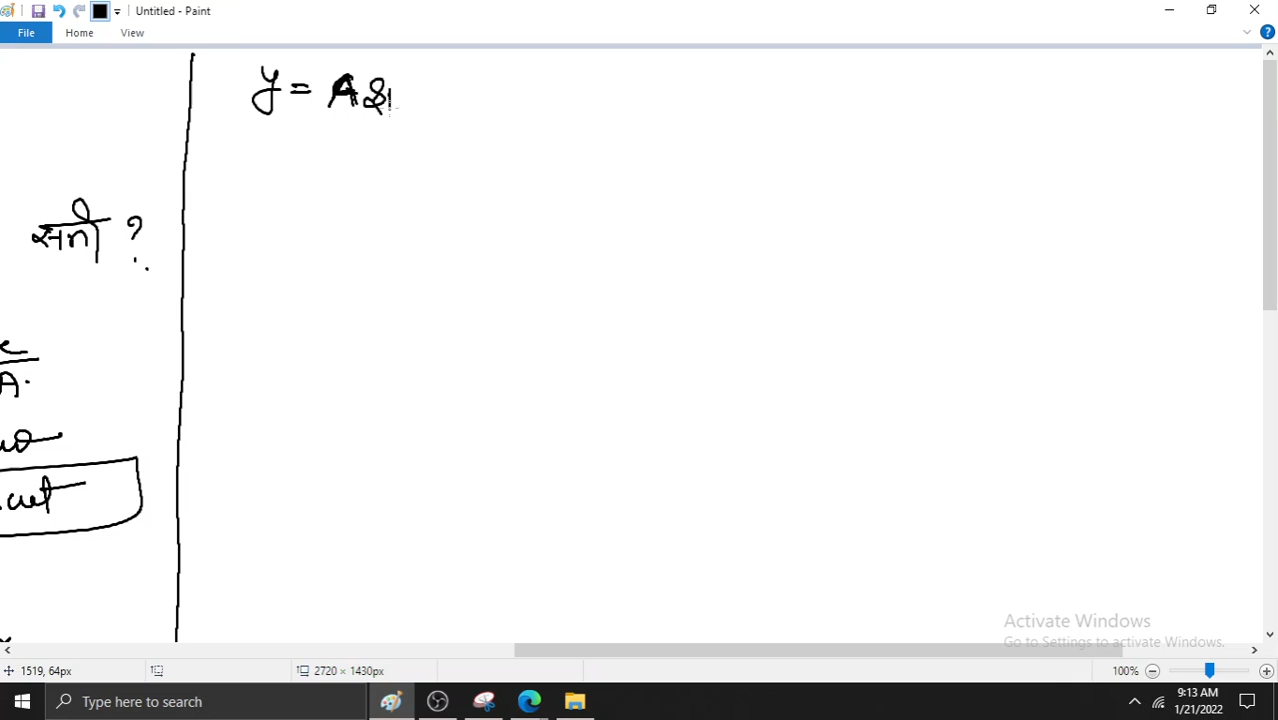 Untitled - Paint
File Home View
y = A Si
?
A.
Activate Windows
Go to Settings to activate Windows.
1519, 64px
2720 × 1430px
100%
Type here to search
9:13 AM
1/21/2022